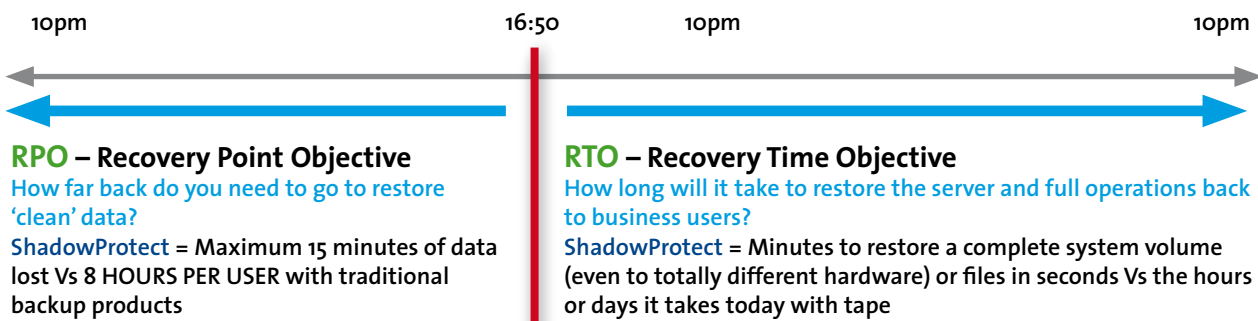 10pm 16:50 10pm 10pm
RPO – Recovery Point Objective
How far back do you need to go to restore
‘clean’ data?
ShadowProtect = Maximum 15 minutes of data
lost Vs 8 HOURS PER USER with traditional
backup products
RTO – Recovery Time Objective
How long will it take to restore the server and full operations back
to business users?
ShadowProtect = Minutes to restore a complete system volume
(even to totally different hardware) or files in seconds Vs the hours
or days it takes today with tape